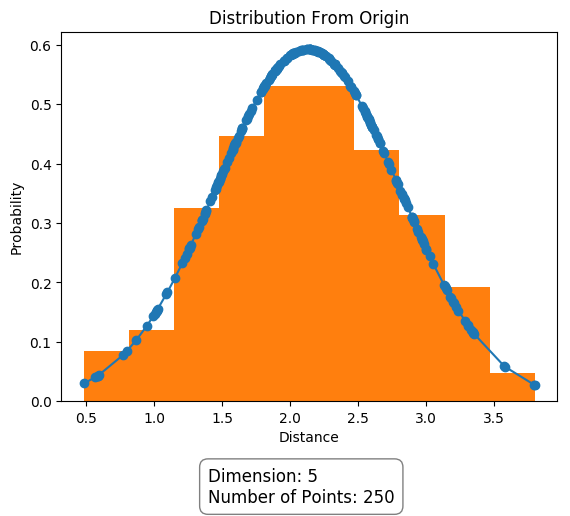 Distribution From Origin
0.6
0.5
0.4
0.3
0.2
0.1
0.0
Probability
0.5 1.0 1.5 2.0 2.5 3.0 3.5
Distance
Dimension: 5
Number of Points: 250